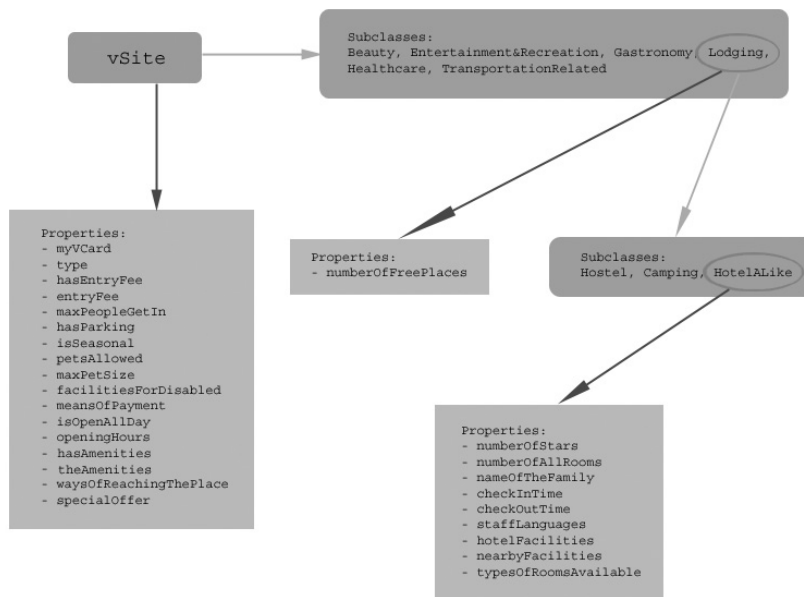 vSite
Subclasses:
Beauty, Entertainment&Recreation, Gastronomy, Lodging,
Healthcare, TransportationRelated
Properties:
- myVCard
- type
- hasEntryFee
- entryFee
- maxPeopleGetIn
- hasParking
- isSeasonal
- petsAllowed
- maxPetSize
- facilitiesForDisabled
- meansOfPayment
- isOpenAllDay
- openingHours
- hasAmenities
- theAmenities
- waysOfReachingThePlace
- specialOffer
Properties:
- numberOfFreePlaces
Subclasses:
Hostel, Camping, HotelALike
Properties:
- numberOfStars
- numberOfAllRooms
- nameOfTheFamily
- checkInTime
- checkOutTime
- staffLanguages
- hotelFacilities
- nearbyFacilities
- typesOfRoomsAvailable